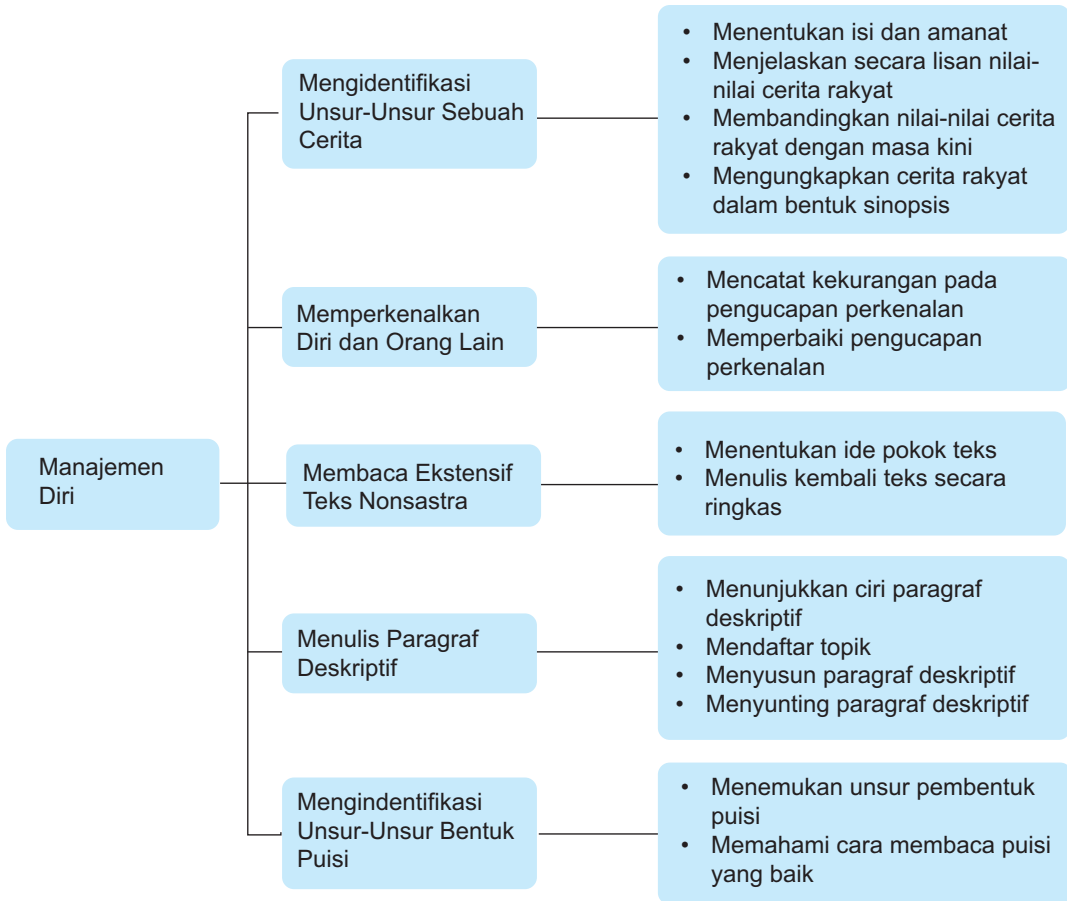 Manajemen
Diri
Mengidentifikasi
Unsur-Unsur Sebuah
Cerita
• Menentukan isi dan amanat
• Menjelaskan secara lisan nilai-
nilai cerita rakyat
• Membandingkan nilai-nilai cerita
rakyat dengan masa kini
• Mengungkapkan cerita rakyat
dalam bentuk sinopsis
Memperkenalkan
Diri dan Orang Lain
• Mencatat kekurangan pada
pengucapan perkenalan
• Memperbaiki pengucapan
perkenalan
Membaca Ekstensif
Teks Nonsastra
• Menentukan ide pokok teks
• Menulis kembali teks secara
ringkas
Menulis Paragraf
Deskriptif
• Menunjukkan ciri paragraf
deskriptif
• Mendaftar topik
• Menyusun paragraf deskriptif
• Menyunting paragraf deskriptif
Mengindentifikasi
Unsur-Unsur Bentuk
Puisi
• Menemukan unsur pembentuk
puisi
• Memahami cara membaca puisi
yang baik